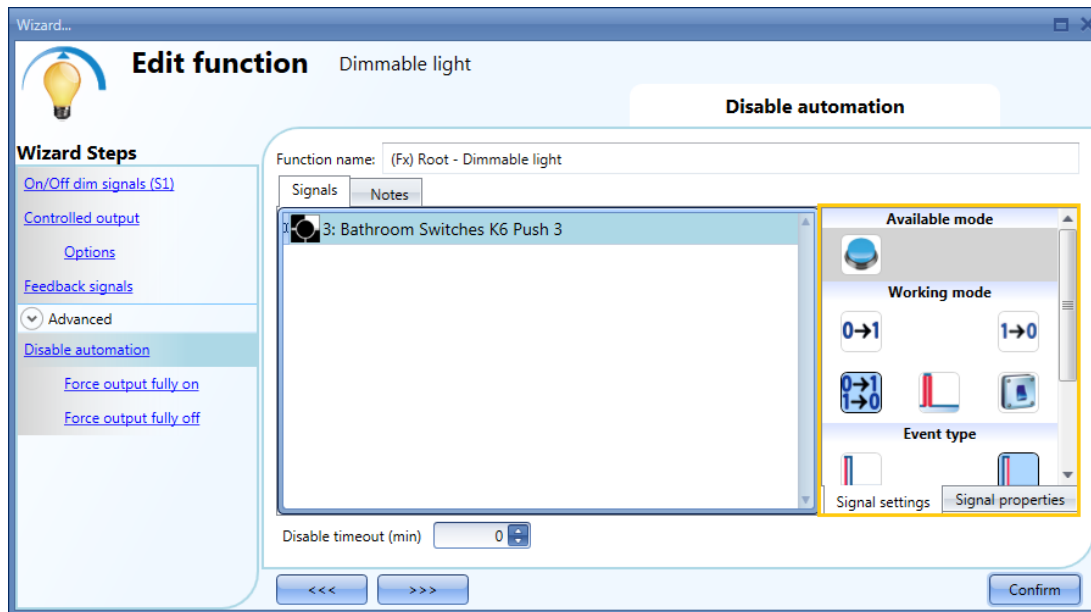 Wizard...
Edit function Dimmable light
Disable automation
Wizard Steps
On/Off dim signals (S1)
Controlled output
Options
Feedback signals
Advanced
Disable automation
Force output fully on
Force output fully off
Function name: (Fx) Root - Dimmable light
Signals Notes
3: Bathroom Switches K6 Push 3
Available mode
Working mode
0→1 1→0
0→1
1→0
Event type
Signal settings Signal properties
Disable timeout (min) 0
<<< >>> Confirm